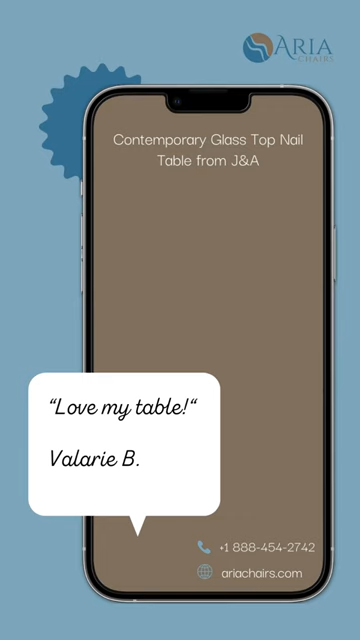 ARIA
CHAIRS
Contemporary Glass Top Nail
Table from J&A
“Love my table!“
Valarie B.
+1 888-454-2742
ariachairs.com